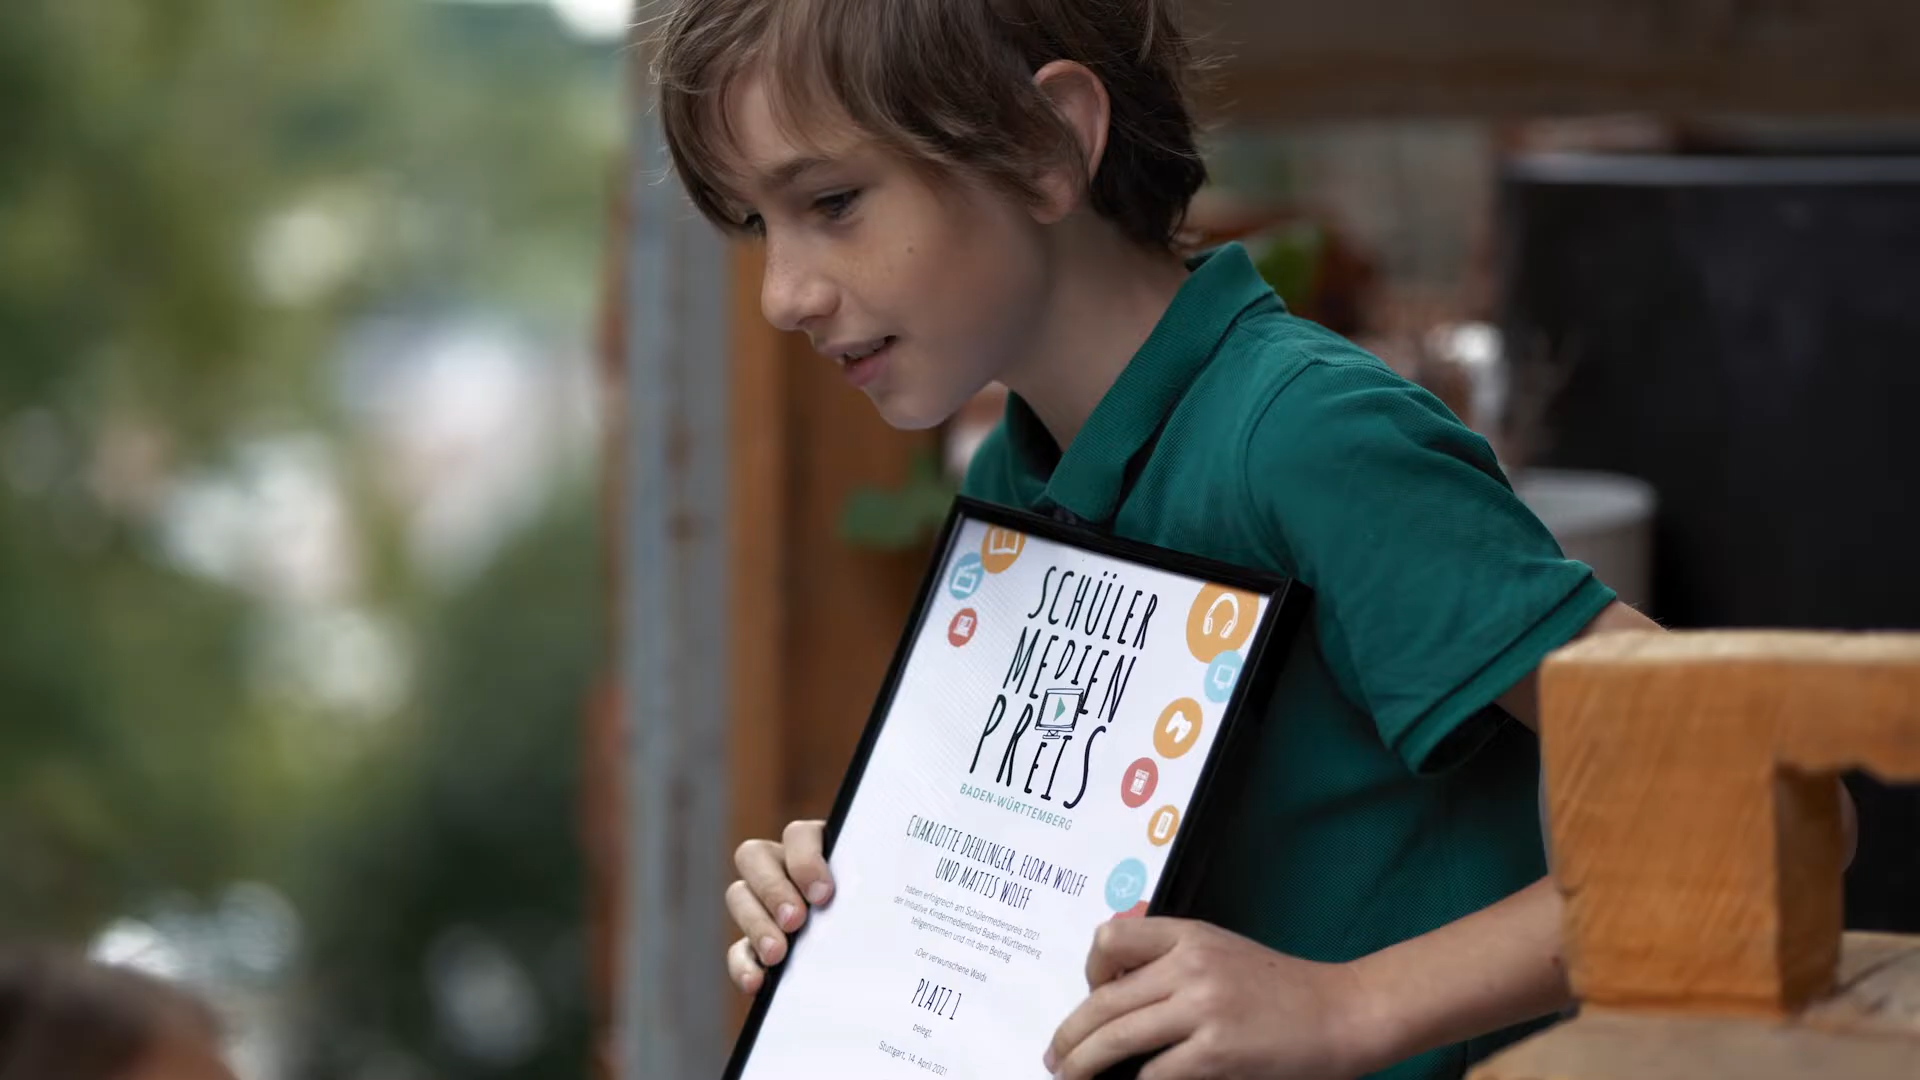 SCHÜLER
MEDIEN
PREIS
BADEN-WÜRTTEMBERG
CHARLOTTE DEHLINGER, FLORA WOLFF
UND MATTIS WOLFF
haben erfolgreich am Schülermedienpreis 2021
der Initiative Kindermedienland Baden-Württemberg
teilgenommen und mit dem Beitrag
»Der verwunschene Wald«
PLATZ 1
belegt.
Stuttgart, 14. April 2021